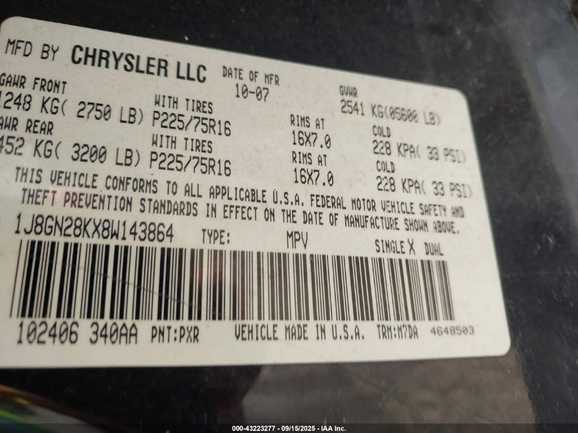 MFD BY CHRYSLER LLC DATE OF MFR GVWR
10-07 2541 KG(05600 LB)
GAWR FRONT WITH TIRES RIMS AT COLD
1248 KG( 2750 LB) P225/75R16 16X7.0 228 KPA( 33 PSI)
GAWR REAR WITH TIRES RIMS AT COLD
452 KG( 3200 LB) P225/75R16 16X7.0 228 KPA( 33 PSI)
THIS VEHICLE CONFORMS TO ALL APPLICABLE U.S.A. FEDERAL MOTOR VEHICLE SAFETY AND
THEFT PREVENTION STANDARDS IN EFFECT ON THE DATE OF MANUFACTURE SHOWN ABOVE.
1J8GN28KX8W143864 TYPE: MPV SINGLE X DUAL
102406 340AA PNT:PXR VEHICLE MADE IN U.S.A. TRM:M7DA 4648503
000-43223277 - 09/15/2025 - IAA Inc.